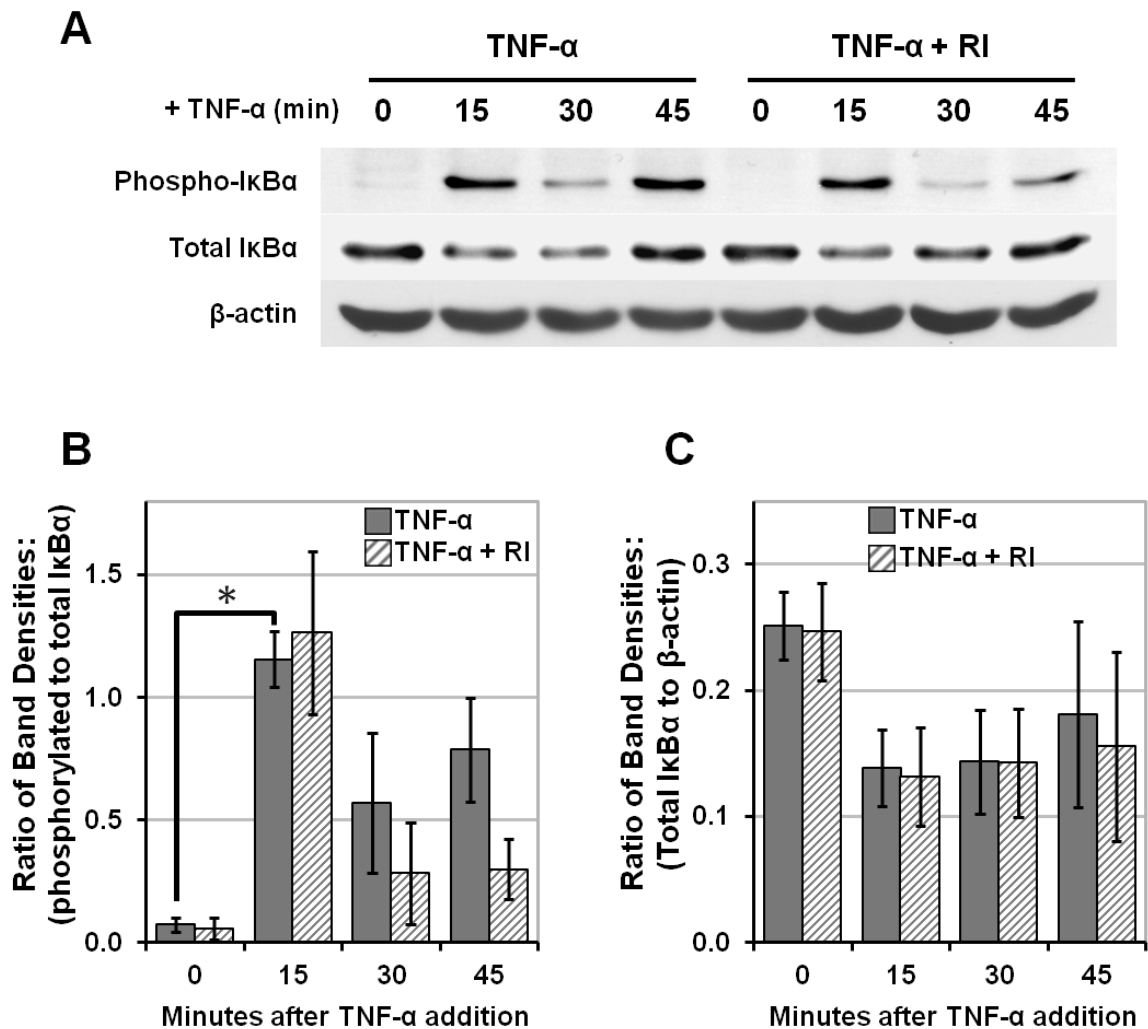 A
TNF-α
TNF-α + RI
+ TNF-α (min)
0 15 30 45 0 15 30 45
Phospho-IκBα
Total IκBα
β-actin
B
Ratio of Band Densities:
(phosphorylated to total IκBα)
1.5
1.0
0.5
0.0
TNF-α
TNF-α + RI
*
0 15 30 45
Minutes after TNF-α addition
C
Ratio of Band Densities:
(Total IκBα to β-actin)
0.3
0.2
0.1
0.0
TNF-α
TNF-α + RI
0 15 30 45
Minutes after TNF-α addition